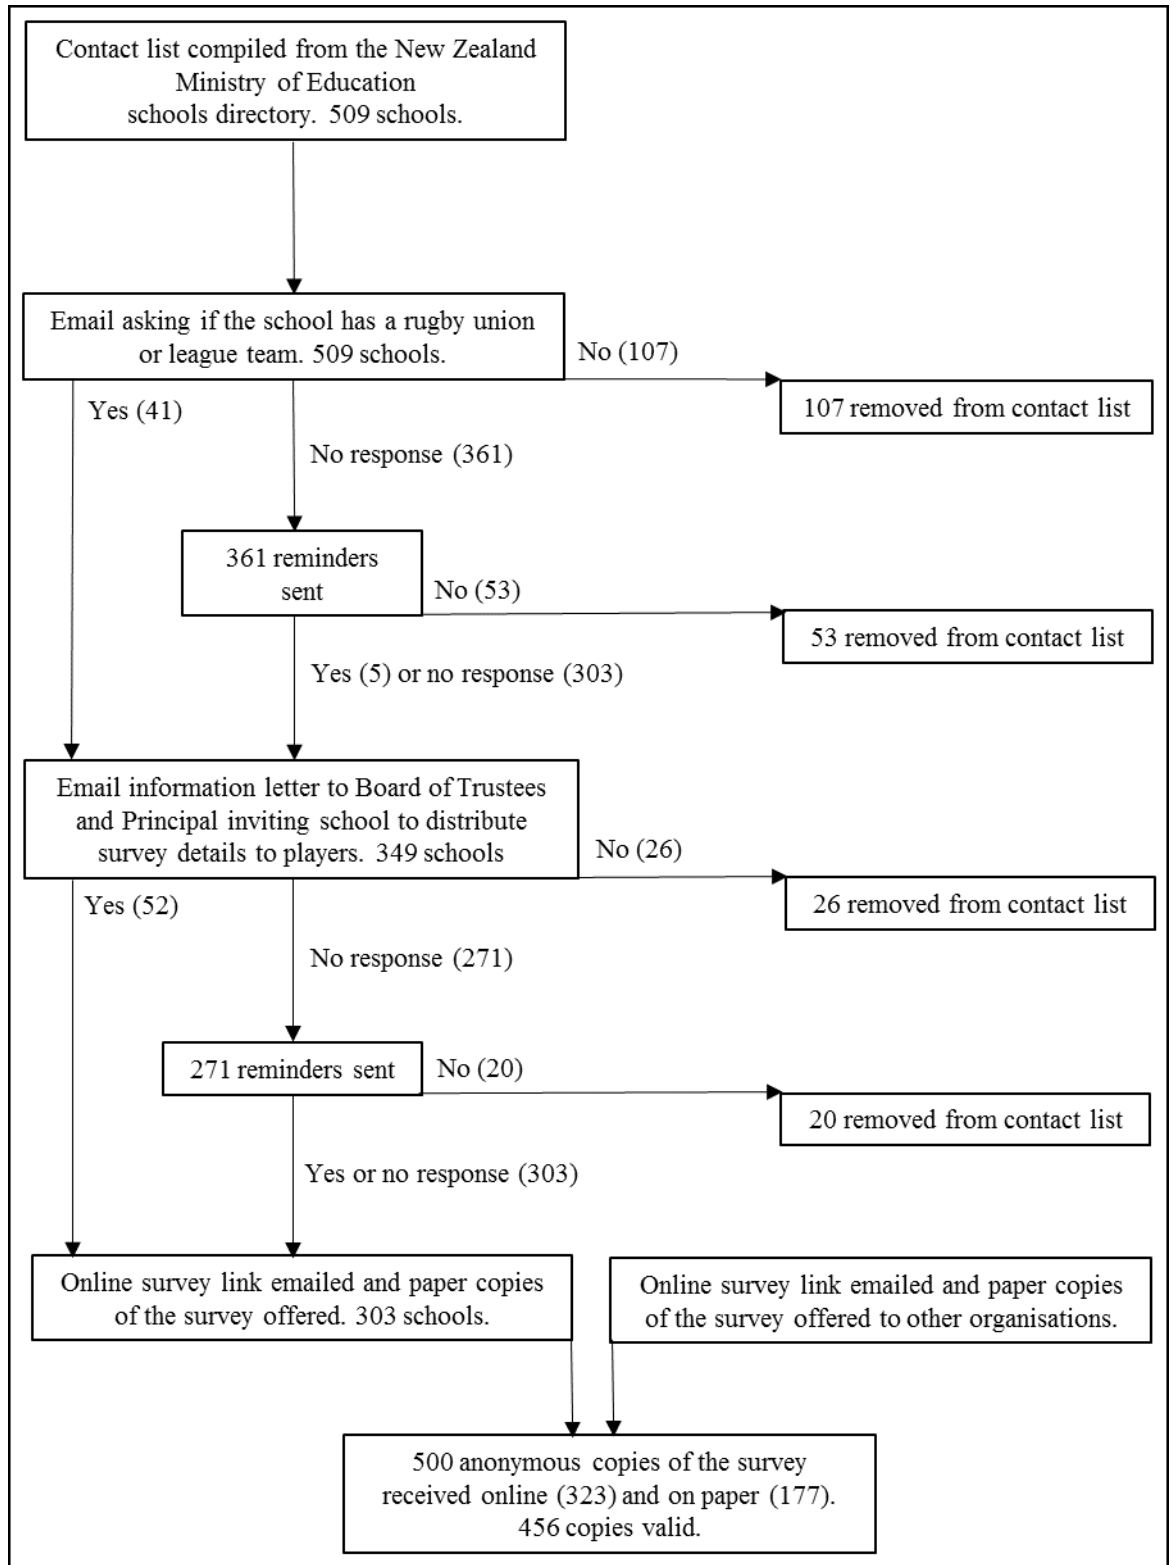 Contact list compiled from the New Zealand
Ministry of Education
schools directory. 509 schools.
Email asking if the school has a rugby union
or league team. 509 schools.
No (107)
107 removed from contact list
Yes (41)
No response (361)
361 reminders
sent
No (53)
53 removed from contact list
Yes (5) or no response (303)
Email information letter to Board of Trustees
and Principal inviting school to distribute
survey details to players. 349 schools
No (26)
26 removed from contact list
Yes (52)
No response (271)
271 reminders sent
No (20)
20 removed from contact list
Yes or no response (303)
Online survey link emailed and paper copies
of the survey offered. 303 schools.
Online survey link emailed and paper copies
of the survey offered to other organisations.
500 anonymous copies of the survey
received online (323) and on paper (177).
456 copies valid.